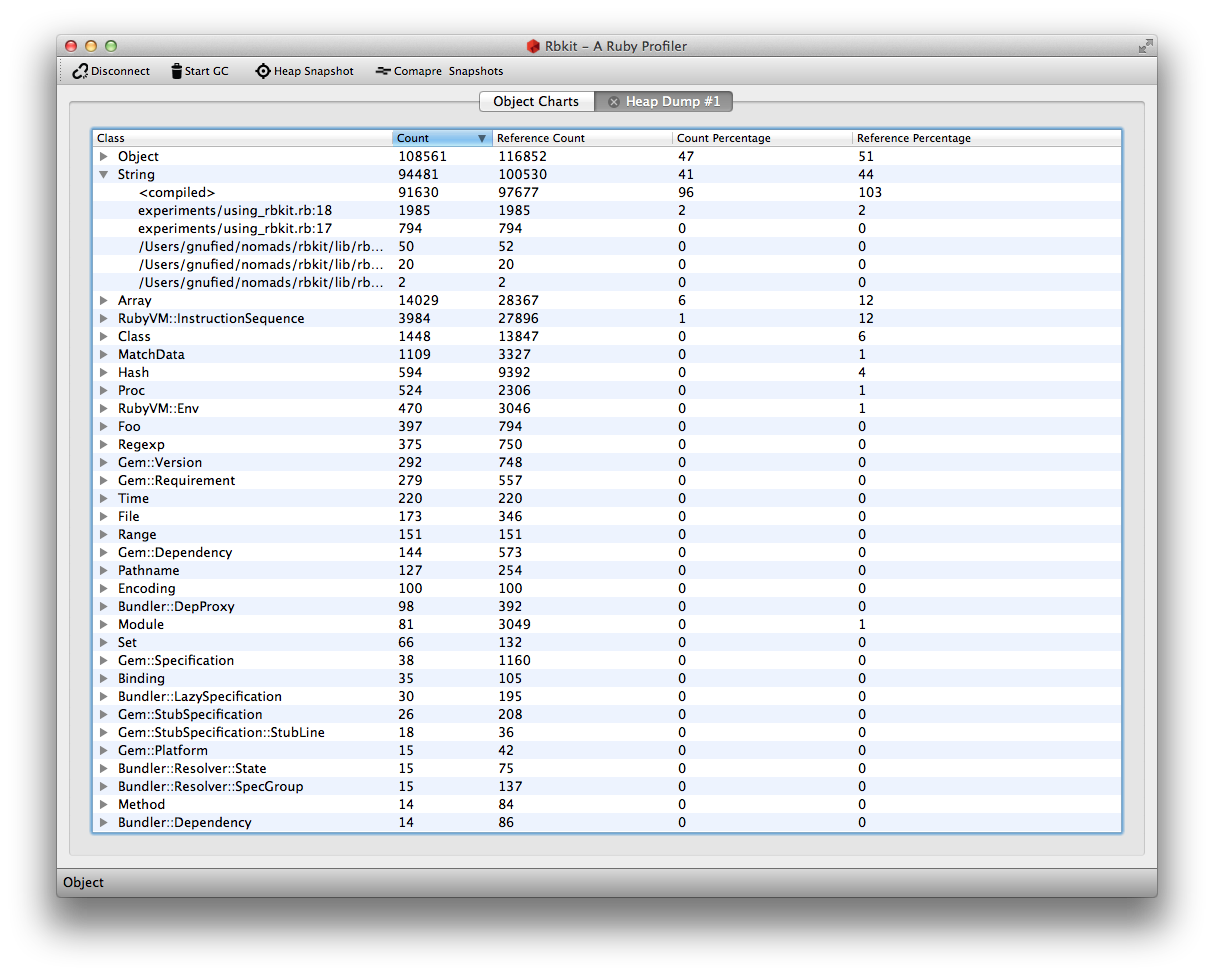 Rbkit – A Ruby Profiler
Disconnect Start GC Heap Snapshot Comapre Snapshots
Object Charts Heap Dump #1
Class Count Reference Count Count Percentage Reference Percentage
Object 108561 116852 47 51
String 94481 100530 41 44
<compiled> 91630 97677 96 103
experiments/using_rbkit.rb:18 1985 1985 2 2
experiments/using_rbkit.rb:17 794 794 0 0
/Users/gnufied/nomads/rbkit/lib/rb... 50 52 0 0
/Users/gnufied/nomads/rbkit/lib/rb... 20 20 0 0
/Users/gnufied/nomads/rbkit/lib/rb... 2 2 0 0
Array 14029 28367 6 12
RubyVM::InstructionSequence 3984 27896 1 12
Class 1448 13847 0 6
MatchData 1109 3327 0 1
Hash 594 9392 0 4
Proc 524 2306 0 1
RubyVM::Env 470 3046 0 1
Foo 397 794 0 0
Regexp 375 750 0 0
Gem::Version 292 748 0 0
Gem::Requirement 279 557 0 0
Time 220 220 0 0
File 173 346 0 0
Range 151 151 0 0
Gem::Dependency 144 573 0 0
Pathname 127 254 0 0
Encoding 100 100 0 0
Bundler::DepProxy 98 392 0 0
Module 81 3049 0 1
Set 66 132 0 0
Gem::Specification 38 1160 0 0
Binding 35 105 0 0
Bundler::LazySpecification 30 195 0 0
Gem::StubSpecification 26 208 0 0
Gem::StubSpecification::StubLine 18 36 0 0
Gem::Platform 15 42 0 0
Bundler::Resolver::State 15 75 0 0
Bundler::Resolver::SpecGroup 15 137 0 0
Method 14 84 0 0
Bundler::Dependency 14 86 0 0
Object